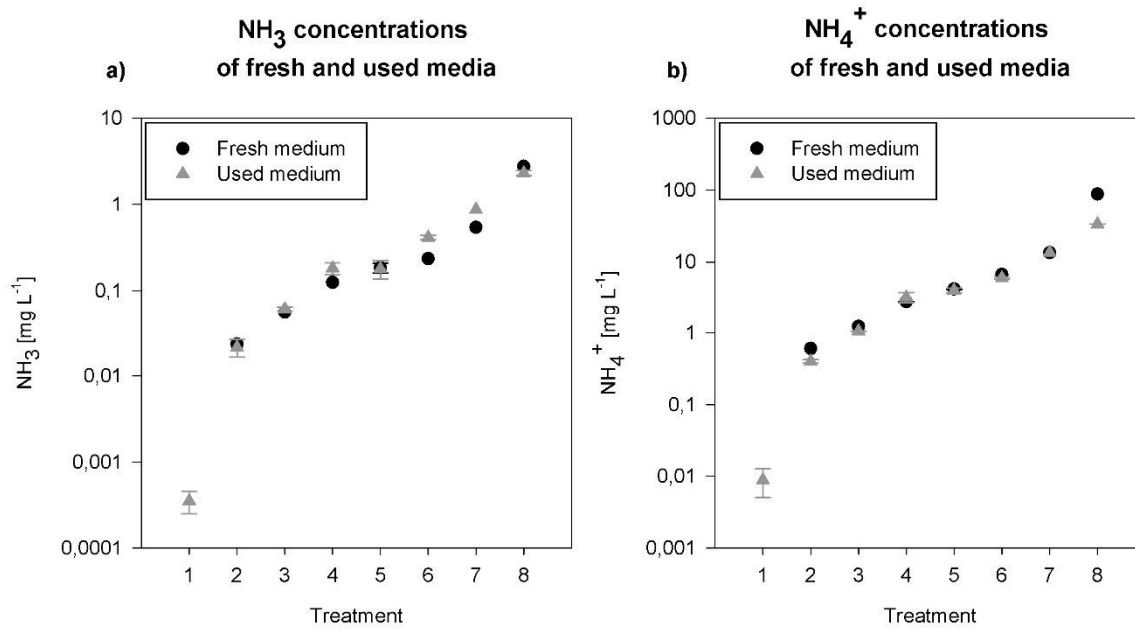 NH3 concentrations
a) of fresh and used media
10
1
0,1
0,01
0,001
0,0001
NH3 [mg L-1]
Fresh medium
Used medium
1 2 3 4 5 6 7 8
Treatment
NH4+ concentrations
b) of fresh and used media
1000
100
10
1
0,1
0,01
0,001
NH4+ [mg L-1]
Fresh medium
Used medium
1 2 3 4 5 6 7 8
Treatment